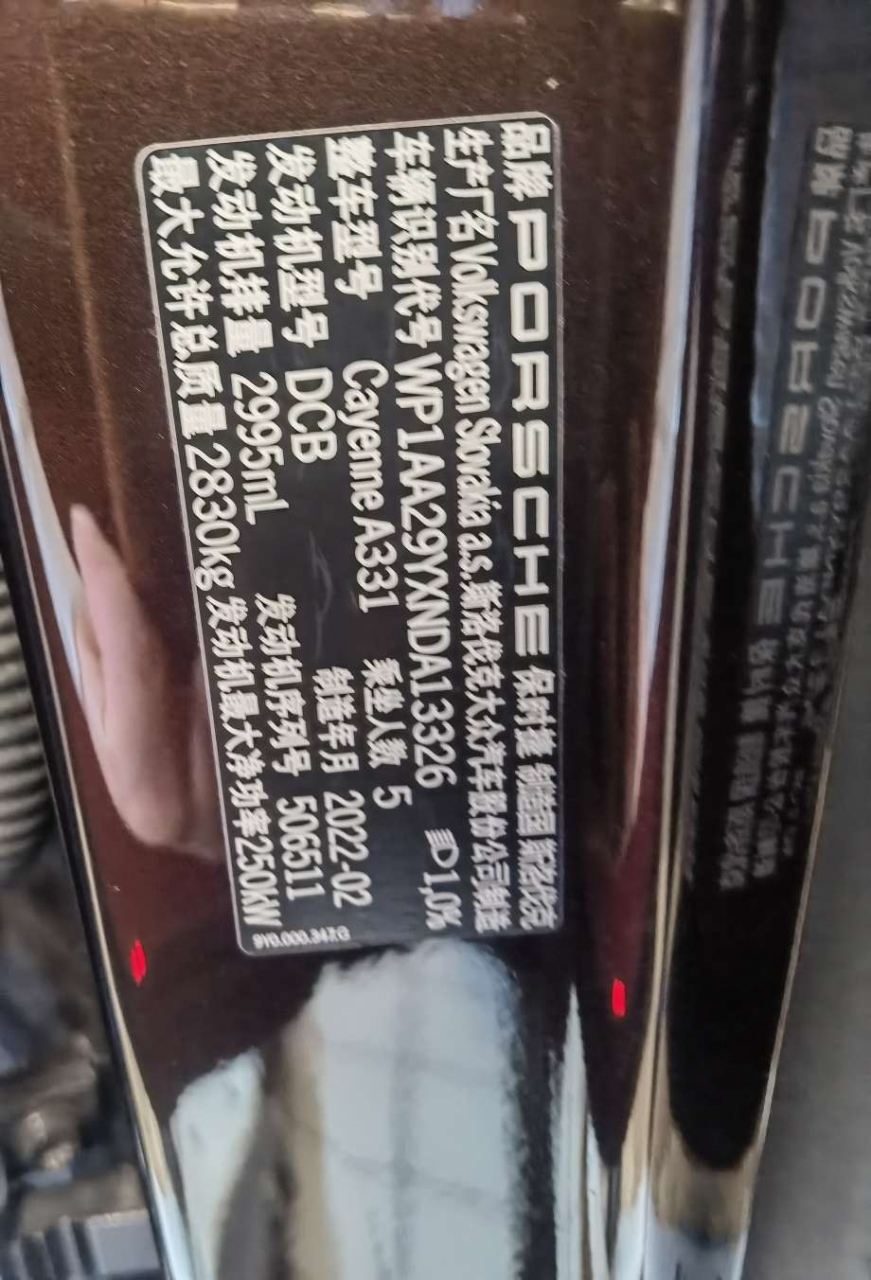 品牌 PORSCHE 保时捷 制造国 斯洛伐克
生产厂名 Volkswagen Slovakia a.s.斯洛伐克大众汽车股份公司制造
车辆识别代号 WP1AA29YXNDA13326 1,0%
整车型号 Cayenne A331 乘坐人数 5
发动机型号 DCB 制造年月 2022-02
发动机排量 2995mL 发动机序列号 506511
最大允许总质量 2830kg 发动机最大净功率250kW
9Y0.000.347.G